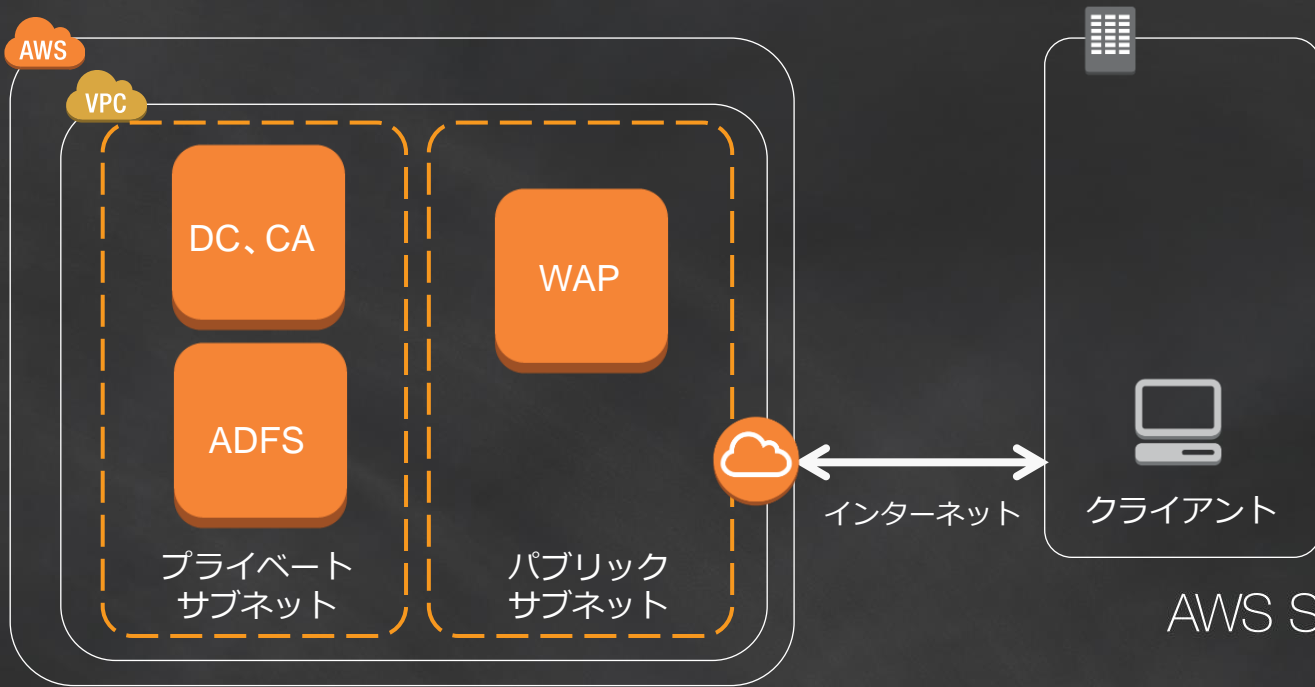 AWS
VPC
DC、CA
ADFS
プライベート
サブネット
WAP
パブリック
サブネット
インターネット
クライアント
AWS S